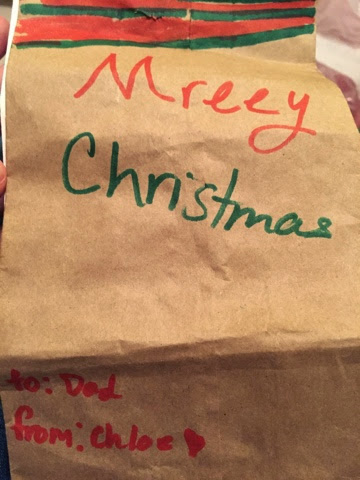 Mreey
Christmas
to: Dad
from: Chloe